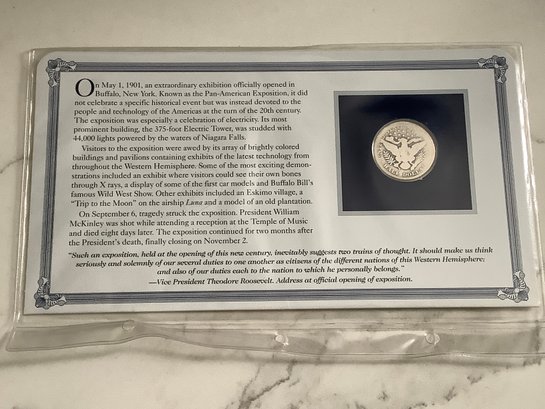 On May 1, 1901, an extraordinary exhibition officially opened in
Buffalo, New York. Known as the Pan-American Exposition, it did
not celebrate a specific historical event but was instead devoted to the
people and technology of the Americas at the turn of the 20th century.
The exposition was especially a celebration of electricity. Its most
prominent building, the 375-foot Electric Tower, was studded with
44,000 lights powered by the waters of Niagara Falls.
Visitors to the exposition were awed by its array of brightly colored
buildings and pavilions containing exhibits of the latest technology from
throughout the Western Hemisphere. Some of the most exciting demon-
strations included an exhibit where visitors could see their own bones
through X rays, a display of some of the first car models and Buffalo Bill's
famous Wild West Show. Other exhibits included an Eskimo village, a
"Trip to the Moon" on the airship Luna and a model of an old plantation.
On September 6, tragedy struck the exposition. President William
McKinley was shot while attending a reception at the Temple of Music
and died eight days later. The exposition continued for two months after
the President's death, finally closing on November 2.
"Such an exposition, held at the opening of this new century, inevitably suggests two trains of thought. It should make us think
seriously and solemnly of our several duties to one another as citizens of the different nations of this Western Hemisphere;
and also of our duties each to the nation to which he personally belongs."
—Vice President Theodore Roosevelt. Address at official opening of exposition.